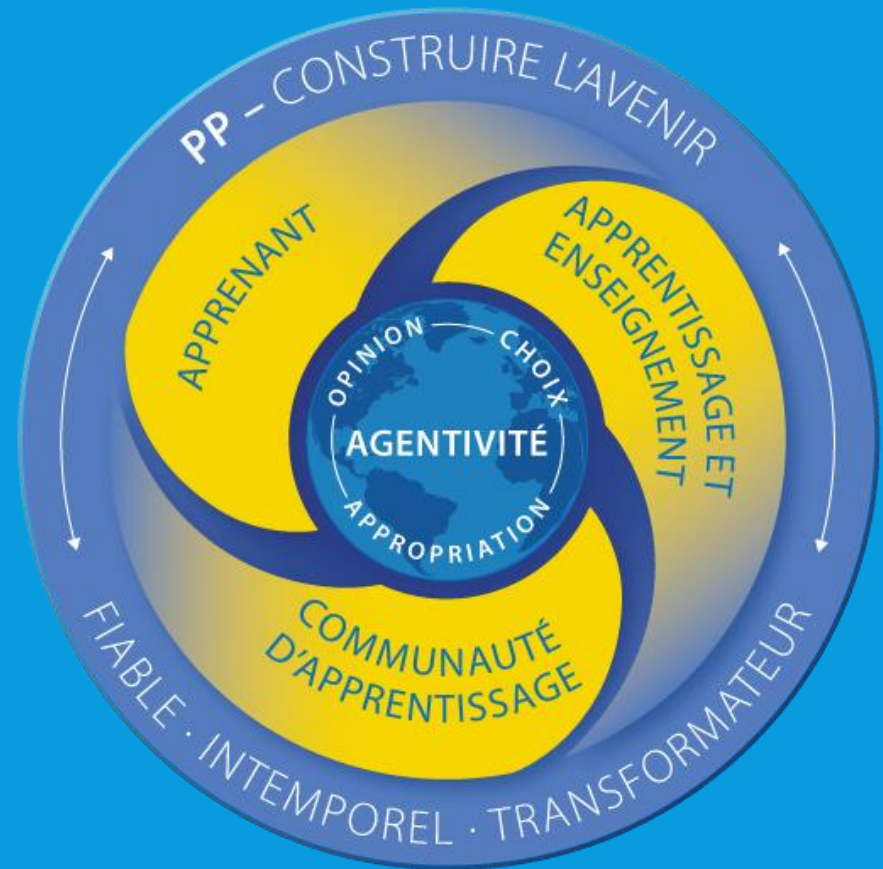 PP – CONSTRUIRE L'AVENIR
APPRENANT
APPRENTISSAGE ET
ENSEIGNEMENT
OPINION
CHOIX
AGENTIVITÉ
APPROPRIATION
COMMUNAUTÉ
D'APPRENTISSAGE
FIABLE · INTEMPOREL · TRANSFORMATEUR